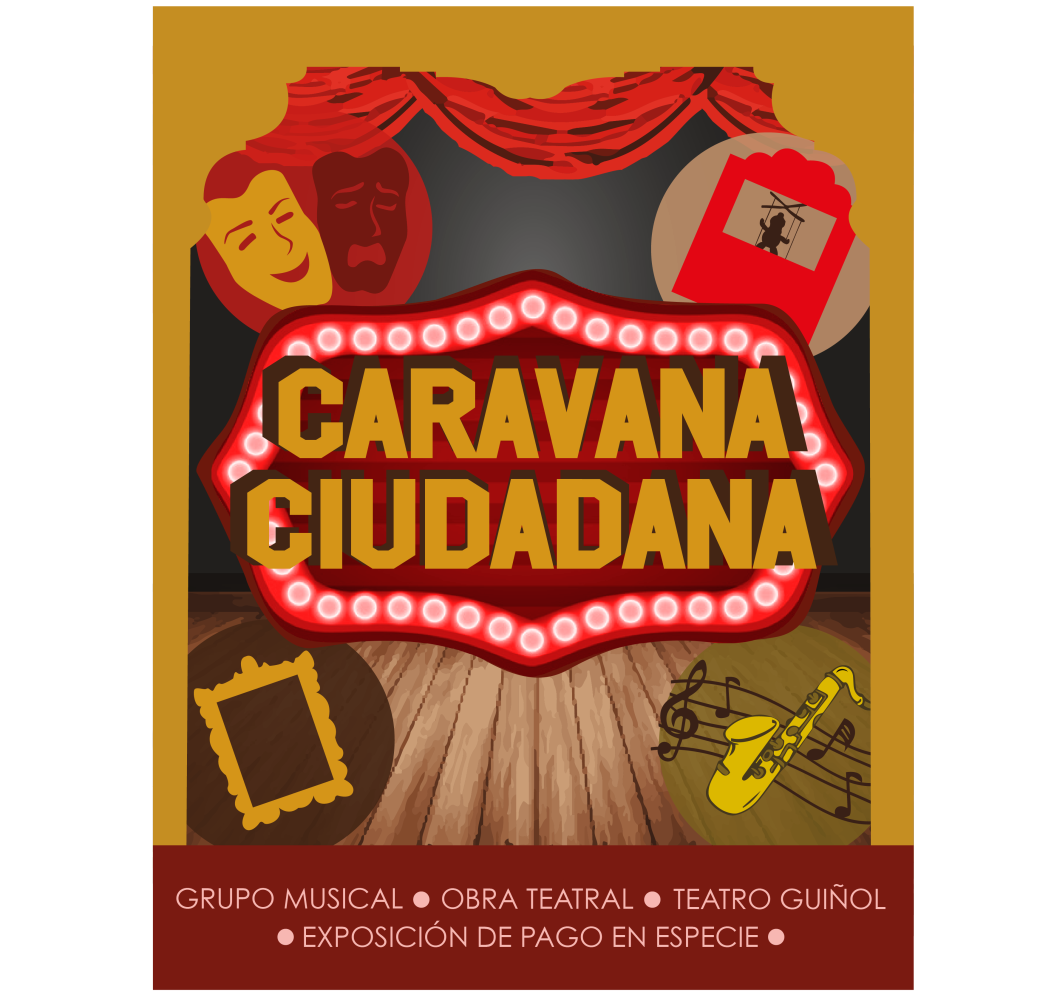 CARAVANA
CIUDADANA
GRUPO MUSICAL ● OBRA TEATRAL ● TEATRO GUIÑOL
● EXPOSICIÓN DE PAGO EN ESPECIE ●